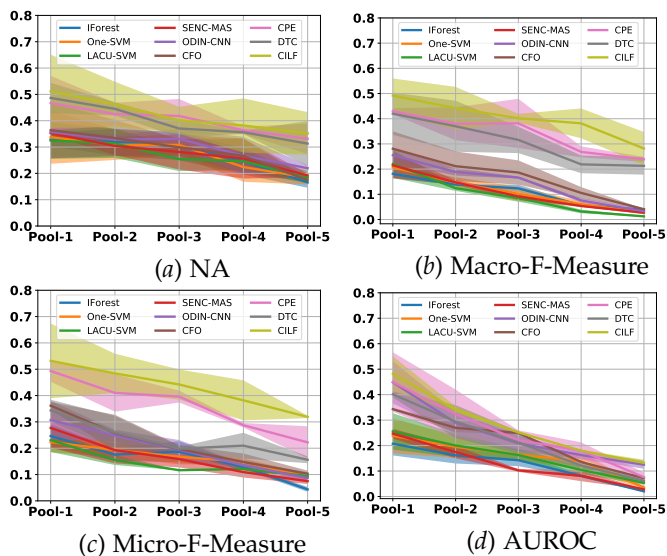 0.8
0.7
0.6
0.5
0.4
0.3
0.2
0.1
0.0
IForest SENC-MAS CPE
One-SVM ODIN-CNN DTC
LACU-SVM CFO CILF
Pool-1 Pool-2 Pool-3 Pool-4 Pool-5
(a) NA
0.8
0.7
0.6
0.5
0.4
0.3
0.2
0.1
0.0
IForest SENC-MAS CPE
One-SVM ODIN-CNN DTC
LACU-SVM CFO CILF
Pool-1 Pool-2 Pool-3 Pool-4 Pool-5
(b) Macro-F-Measure
0.8
0.7
0.6
0.5
0.4
0.3
0.2
0.1
0.0
IForest SENC-MAS CPE
One-SVM ODIN-CNN DTC
LACU-SVM CFO CILF
Pool-1 Pool-2 Pool-3 Pool-4 Pool-5
(c) Micro-F-Measure
0.8
0.7
0.6
0.5
0.4
0.3
0.2
0.1
0.0
IForest SENC-MAS CPE
One-SVM ODIN-CNN DTC
LACU-SVM CFO CILF
Pool-1 Pool-2 Pool-3 Pool-4 Pool-5
(d) AUROC